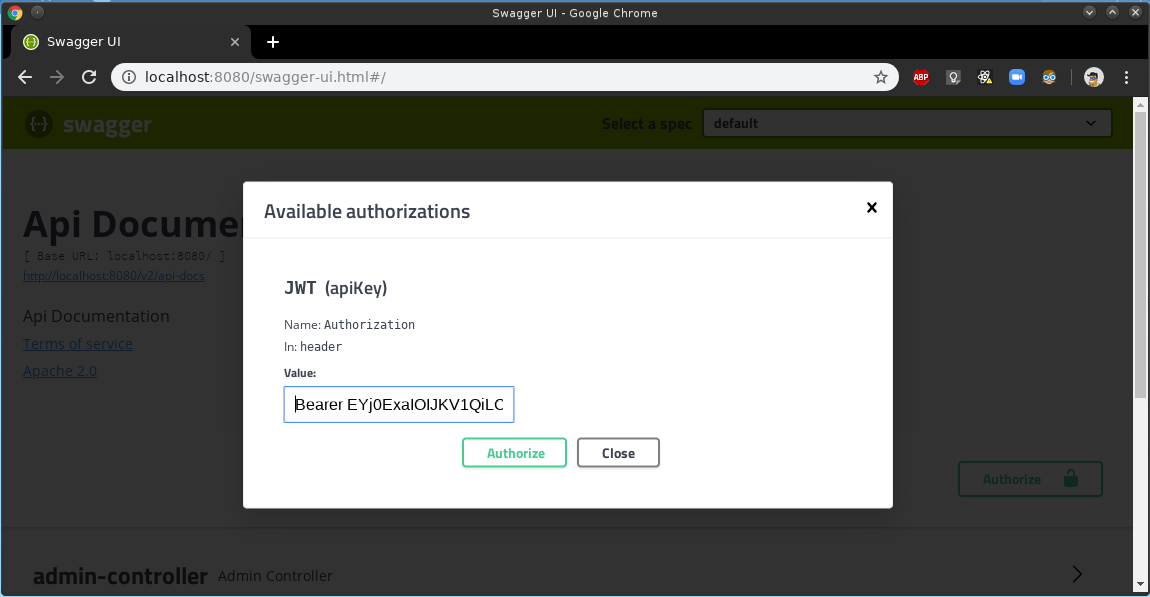 Swagger UI - Google Chrome
Swagger UI
localhost:8080/swagger-ui.html#/
ABP
{···} swagger
Select a spec
default
Available authorizations
Api Docume
[ Base URL: localhost:8080/ ]
http://localhost:8080/v2/api-docs
JWT (apiKey)
Api Documentation
Name: Authorization
Terms of service
In: header
Apache 2.0
Value:
Bearer EYj0ExaIOIJKV1QiLC
Authorize
Close
Authorize
admin-controller Admin Controller